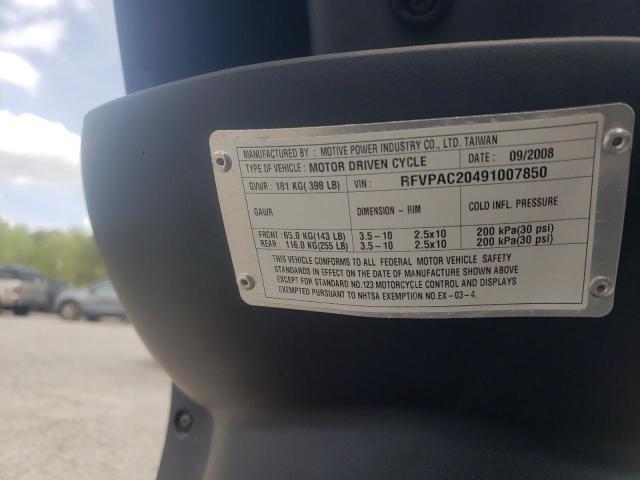 MANUFACTURED BY : MOTIVE POWER INDUSTRY CO., LTD. TAIWAN
TYPE OF VEHICLE : MOTOR DRIVEN CYCLE DATE : 09/2008
GVWR : 181 KG( 398 LB) VIN : RFVPAC20491007850
GAWR DIMENSION - RIM COLD INFL. PRESSURE
FRONT : 65.0 KG(143 LB) 3.5-10 2.5x10 200 kPa(30 psi)
REAR : 116.0 KG(255 LB) 3.5-10 2.5x10 200 kPa(30 psi)
THIS VEHICLE CONFORMS TO ALL FEDERAL MOTOR VEHICLE SAFETY
STANDARDS IN EFFECT ON THE DATE OF MANUFACTURE SHOWN ABOVE
EXCEPT FOR STANDARD NO.123 MOTORCYCLE CONTROL AND DISPLAYS
EXEMPTED PURSUANT TO NHTSA EXEMPTION NO.EX-03-4.